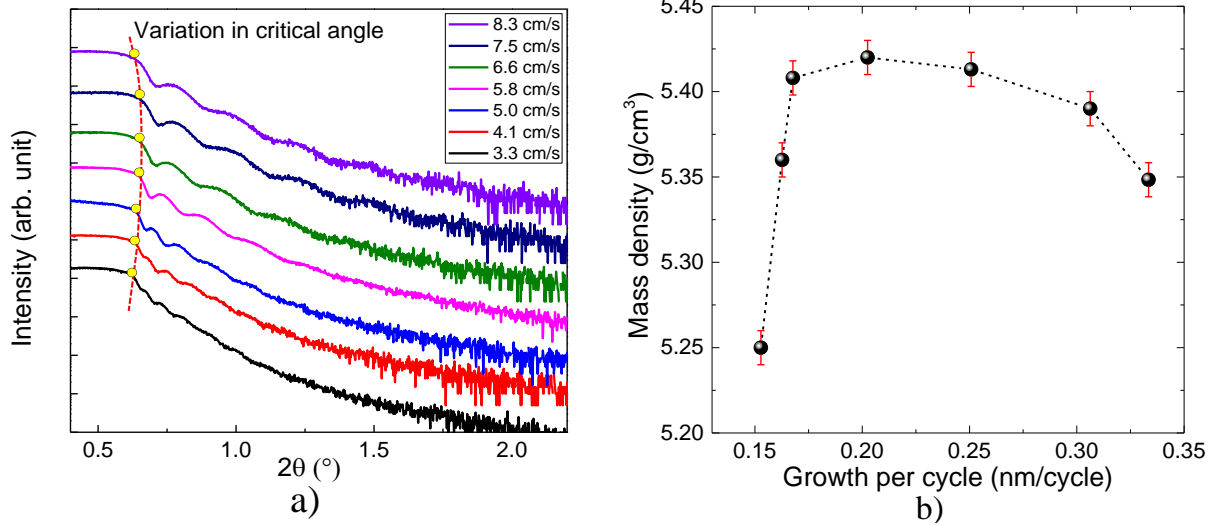 Variation in critical angle
8.3 cm/s
7.5 cm/s
6.6 cm/s
5.8 cm/s
5.0 cm/s
4.1 cm/s
3.3 cm/s
Intensity (arb. unit)
0.5 1.0 1.5 2.0
2θ (°)
a)
5.45
5.40
5.35
5.30
5.25
5.20
Mass density (g/cm³)
0.15 0.20 0.25 0.30 0.35
Growth per cycle (nm/cycle)
b)